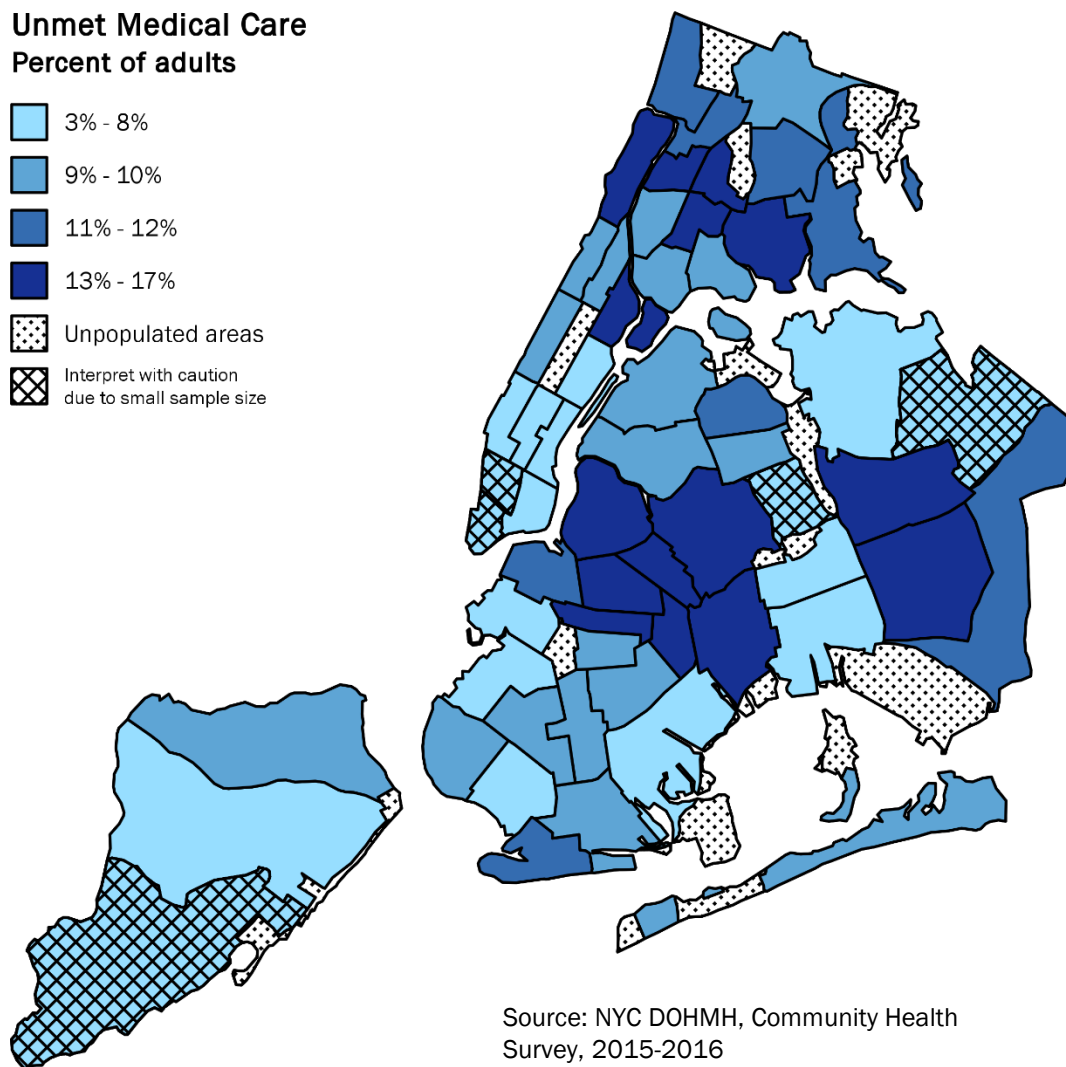 Unmet Medical Care
Percent of adults
3% - 8%
9% - 10%
11% - 12%
13% - 17%
Unpopulated areas
Interpret with caution
due to small sample size
Source: NYC DOHMH, Community Health
Survey, 2015-2016